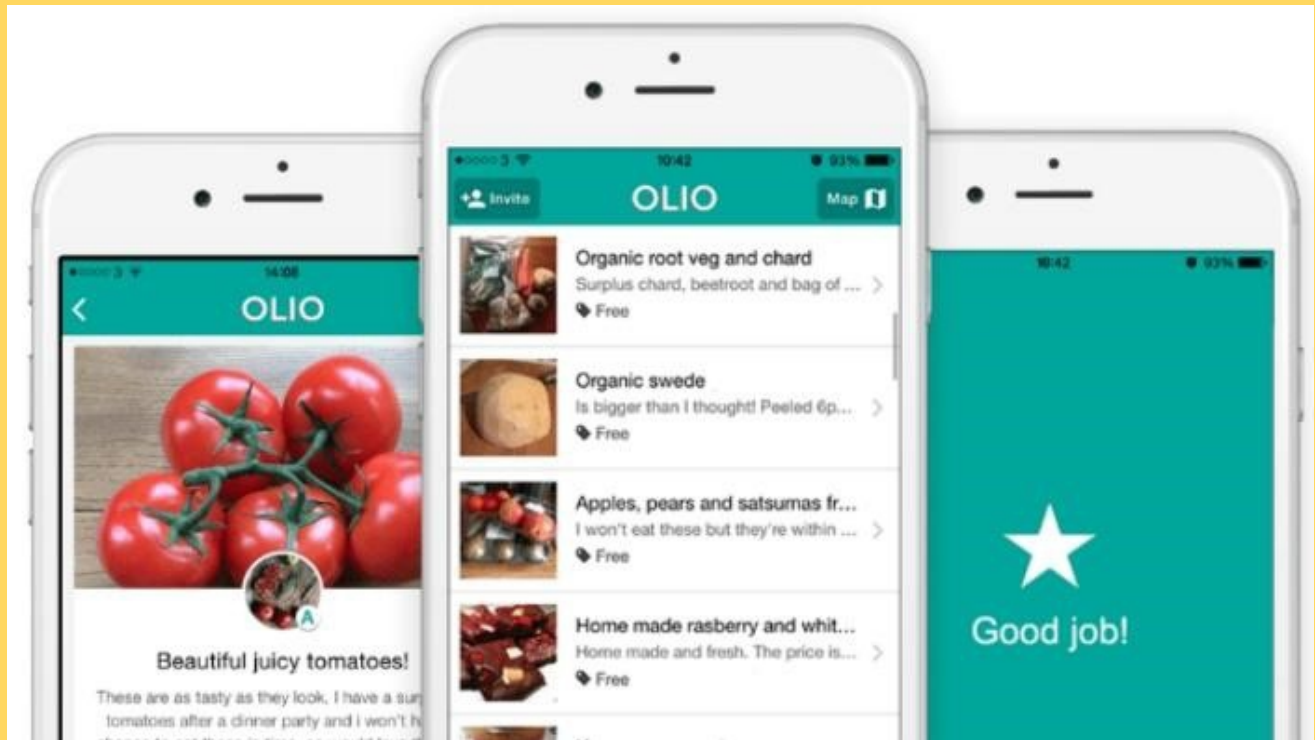 3
14:08
OLIO
Beautiful juicy tomatoes!
These are as tasty as they look, I have a
tomatoes after a dinner party and i won't
3
10:42
93%
Invite
OLIO
Map
Organic root veg and chard
Surplus chard, beetroot and bag of ...
Free
Organic swede
Is bigger than I thought! Peeled 6p...
Free
Apples, pears and satsumas fr...
I won't eat these but they're within ...
Free
Home made rasberry and whit...
Home made and fresh. The price is...
Free
10:42
93%
Good job!